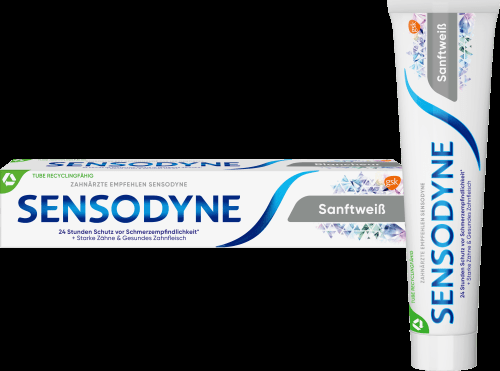 TUBE RECYCLINGFÄHIG
ZAHNÄRZTE EMPFEHLEN SENSODYNE
SENSODYNE
24 Stunden Schutz vor Schmerzempfindlichkeit*
+ Starke Zähne & Gesundes Zahnfleisch
gsk
Sanftweiß
gsk
Sanftweiß
TUBE RECYCLINGFÄHIG
ZAHNÄRZTE EMPFEHLEN SENSODYNE
SENSODYNE
24 Stunden Schutz vor Schmerzempfindlichkeit*
+ Starke Zähne & Gesundes Zahnfleisch